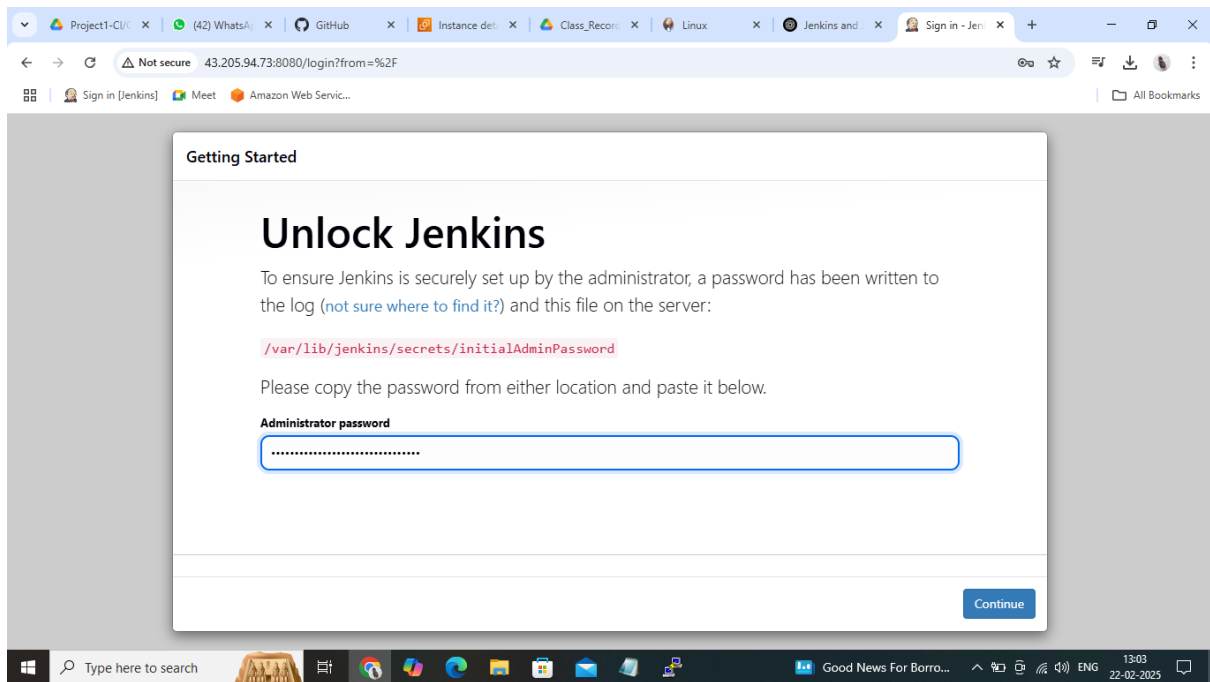 Project1-CI/C
(42) WhatsA
GitHub
Instance det
Class_Record
Linux
Jenkins and J
Sign in - Jen
Not secure 43.205.94.73:8080/login?from=%2F
Sign in [Jenkins] Meet Amazon Web Servic... All Bookmarks
Getting Started
Unlock Jenkins
To ensure Jenkins is securely set up by the administrator, a password has been written to
the log (not sure where to find it?) and this file on the server:
/var/lib/jenkins/secrets/initialAdminPassword
Please copy the password from either location and paste it below.
Administrator password
Continue
Type here to search
Good News For Borro...
ENG
13:03
22-02-2025